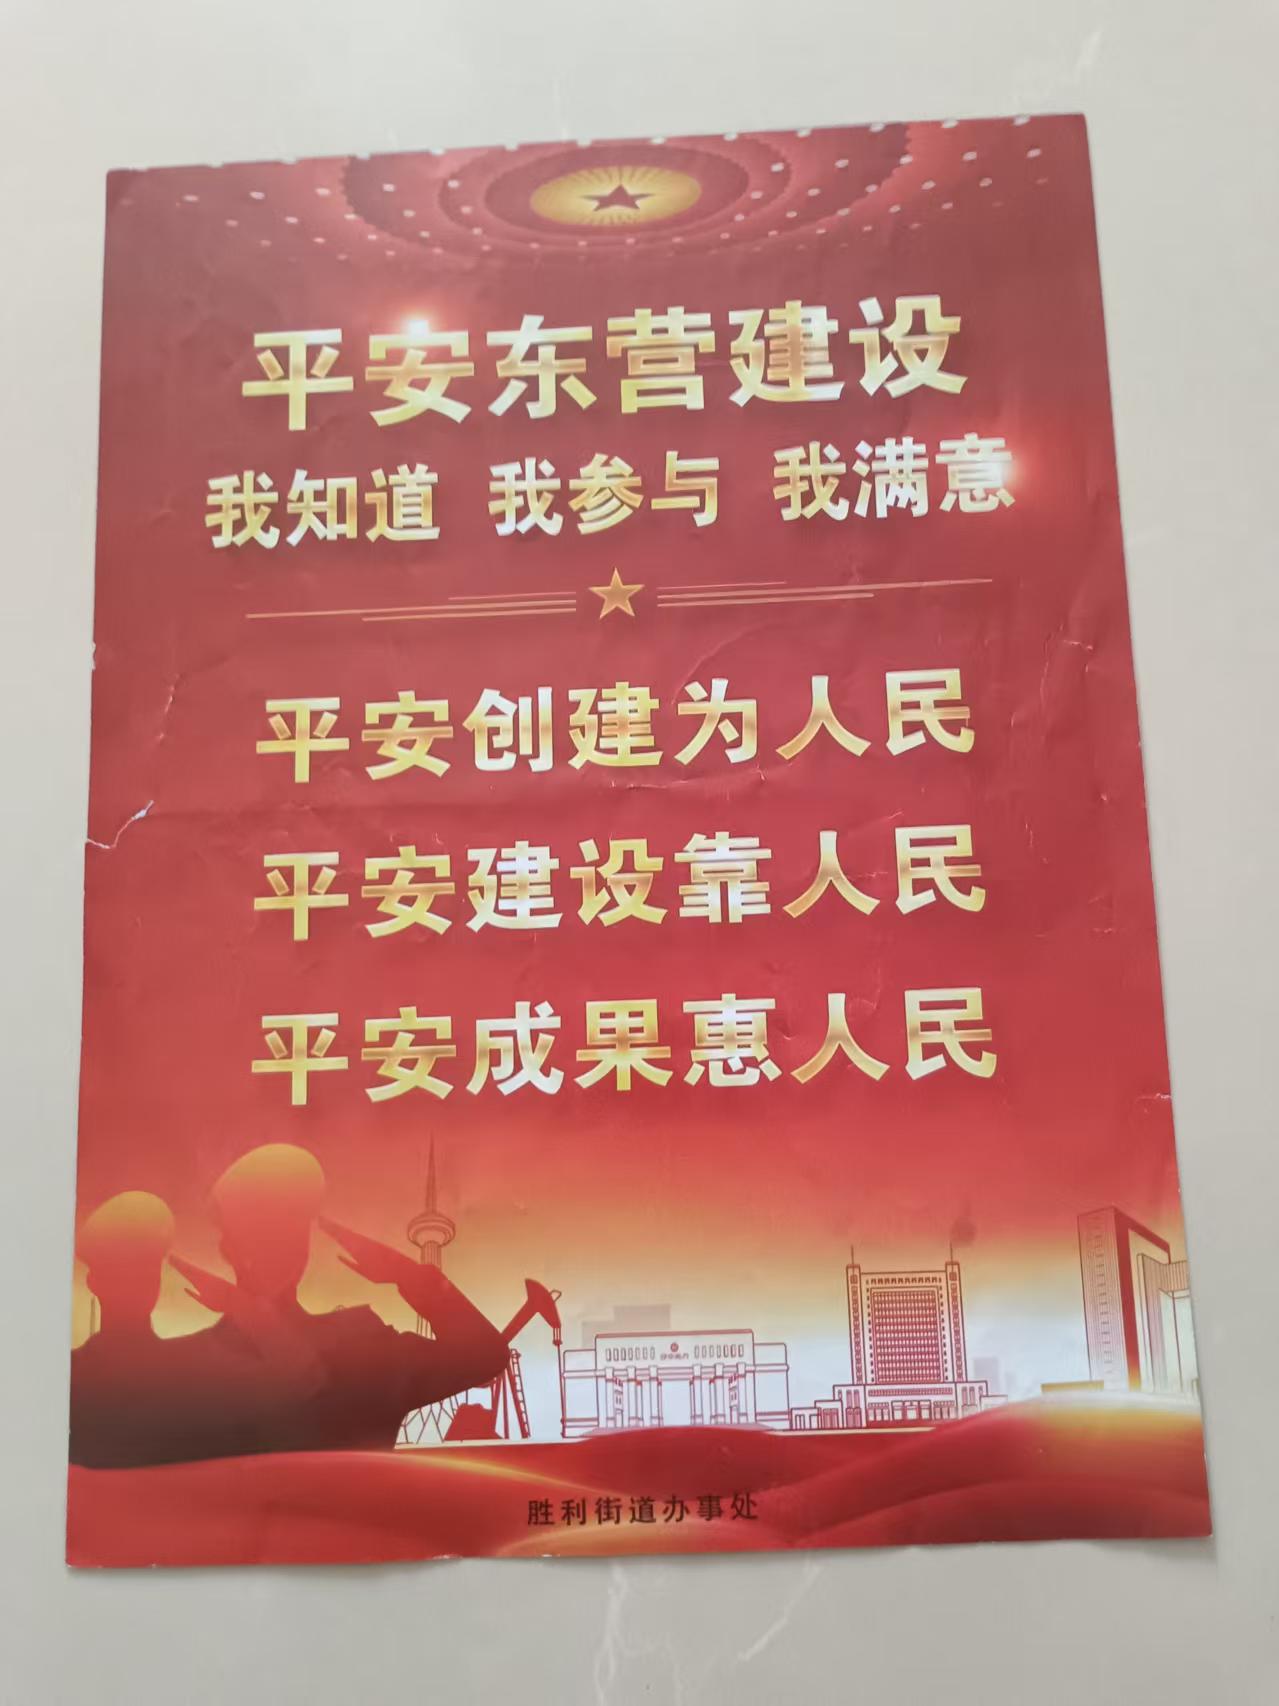 平安东营建设
我知道 我参与 我满意
平安创建为人民
平安建设靠人民
平安成果惠人民
胜利街道办事处